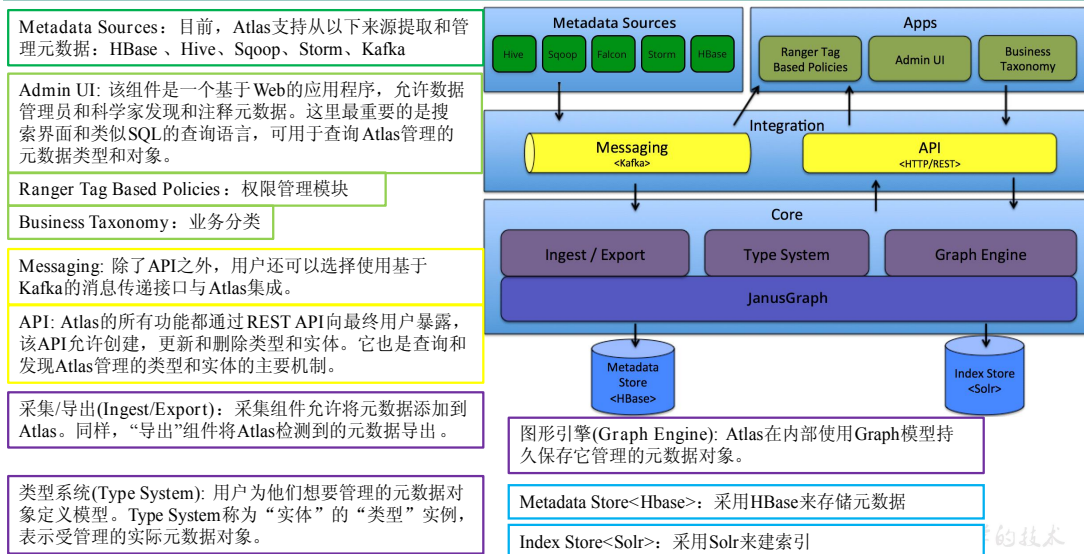 Metadata Sources：目前，Atlas支持从以下来源提取和管
理元数据：HBase 、Hive、Sqoop、Storm、Kafka
Admin UI: 该组件是一个基于Web的应用程序，允许数据
管理员和科学家发现和注释元数据。这里最重要的是搜
索界面和类似SQL的查询语言，可用于查询Atlas管理的
元数据类型和对象。
Ranger Tag Based Policies：权限管理模块
Business Taxonomy：业务分类
Messaging: 除了API之外，用户还可以选择使用基于
Kafka的消息传递接口与Atlas集成。
API: Atlas的所有功能都通过REST API向最终用户暴露，
该API允许创建，更新和删除类型和实体。它也是查询和
发现Atlas管理的类型和实体的主要机制。
采集/导出(Ingest/Export)：采集组件允许将元数据添加到
Atlas。同样，“导出”组件将Atlas检测到的元数据导出 。
类型系统(Type System): 用户为他们想要管理的元数据对
象定义模型。Type System称为“实体”的“类型”实例，
表示受管理的实际元数据对象。
Metadata Sources
Hive
Sqoop
Falcon
Storm
HBase
Apps
Ranger Tag
Based Policies
Admin UI
Business
Taxonomy
Integration
Messaging
<Kafka>
API
<HTTP/REST>
Core
Ingest / Export
Type System
Graph Engine
JanusGraph
Metadata
Store
<HBase>
Index Store
<Solr>
图形引擎(Graph Engine): Atlas在内部使用Graph模型持
久保存它管理的元数据对象。
Metadata Store<Hbase>：采用HBase来存储元数据
Index Store<Solr>：采用Solr来建索引
的技术